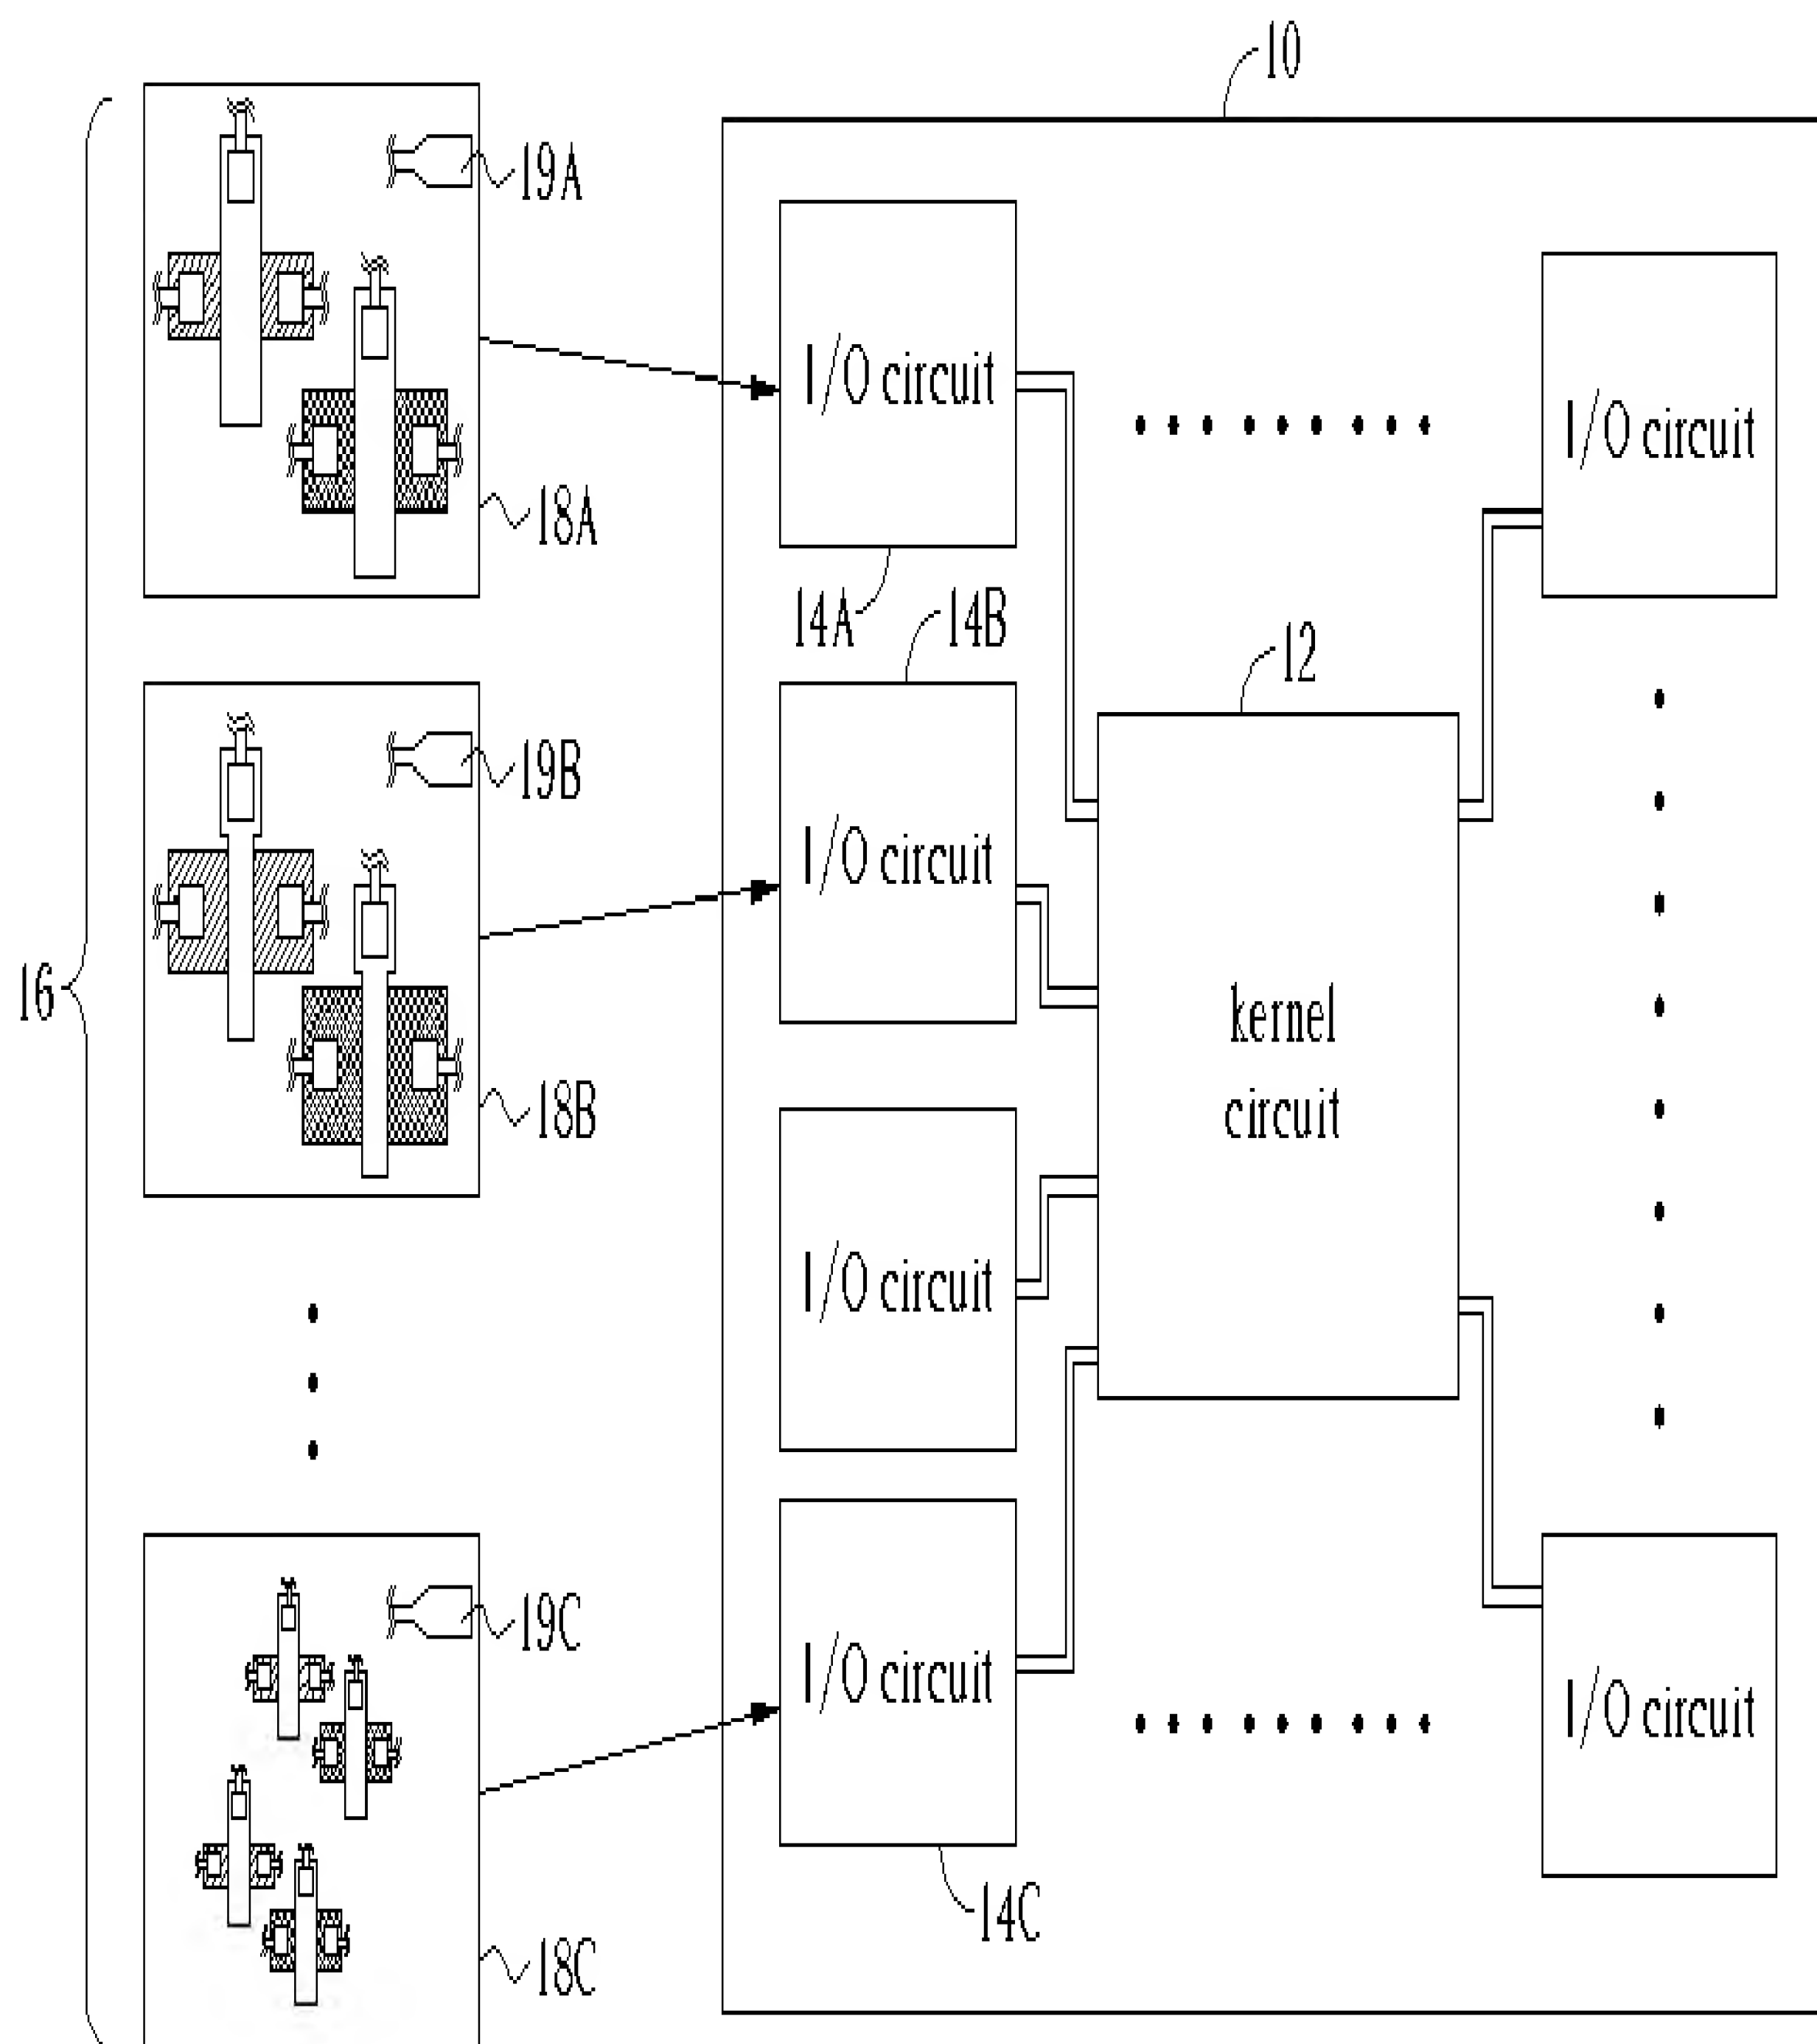 10
19A
I/O circuit
I/O circuit
18A
14A
14B
12
19B
I/O circuit
16
kernel
circuit
18B
I/O circuit
19C
I/O circuit
I/O circuit
14C
18C